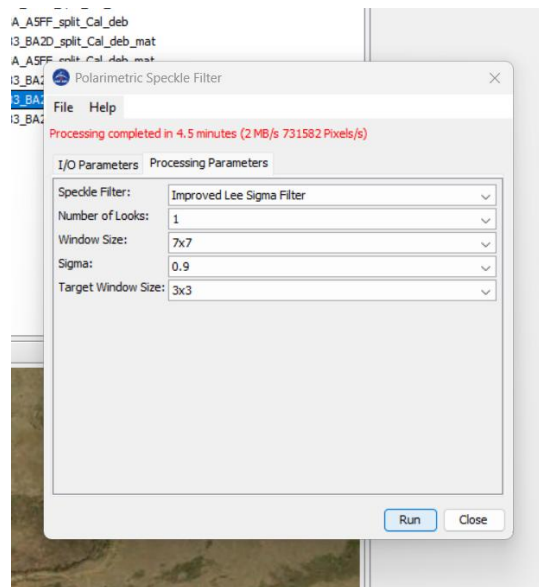 A_A5FF_split_Cal_deb
3_BA2D_split_Cal_deb_mat
Polarimetric Speckle Filter
File Help
Processing completed in 4.5 minutes (2 MB/s 731582 Pixels/s)
I/O Parameters Processing Parameters
Speckle Filter: Improved Lee Sigma Filter
Number of Looks: 1
Window Size: 7x7
Sigma: 0.9
Target Window Size: 3x3
Run Close